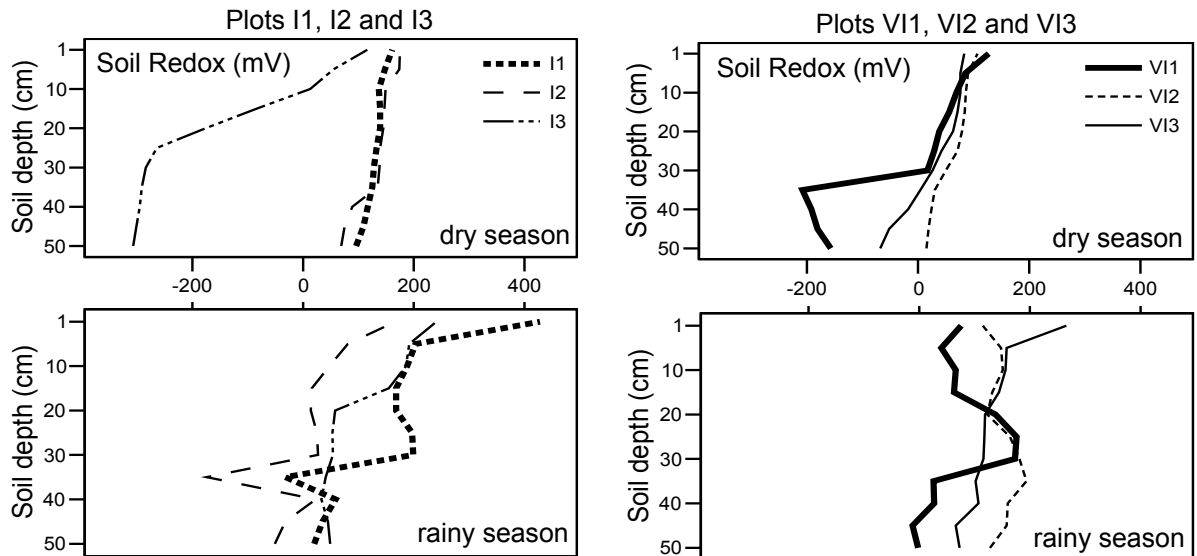 Plots I1, I2 and I3
Soil Redox (mV)
I1
I2
I3
Soil depth (cm)
1
10
20
30
40
50
dry season
-200
0
200
400
Plots VI1, VI2 and VI3
Soil Redox (mV)
VI1
VI2
VI3
Soil depth (cm)
1
10
20
30
40
50
dry season
-200
0
200
400
Soil depth (cm)
1
10
20
30
40
50
rainy season
Soil depth (cm)
1
10
20
30
40
50
rainy season